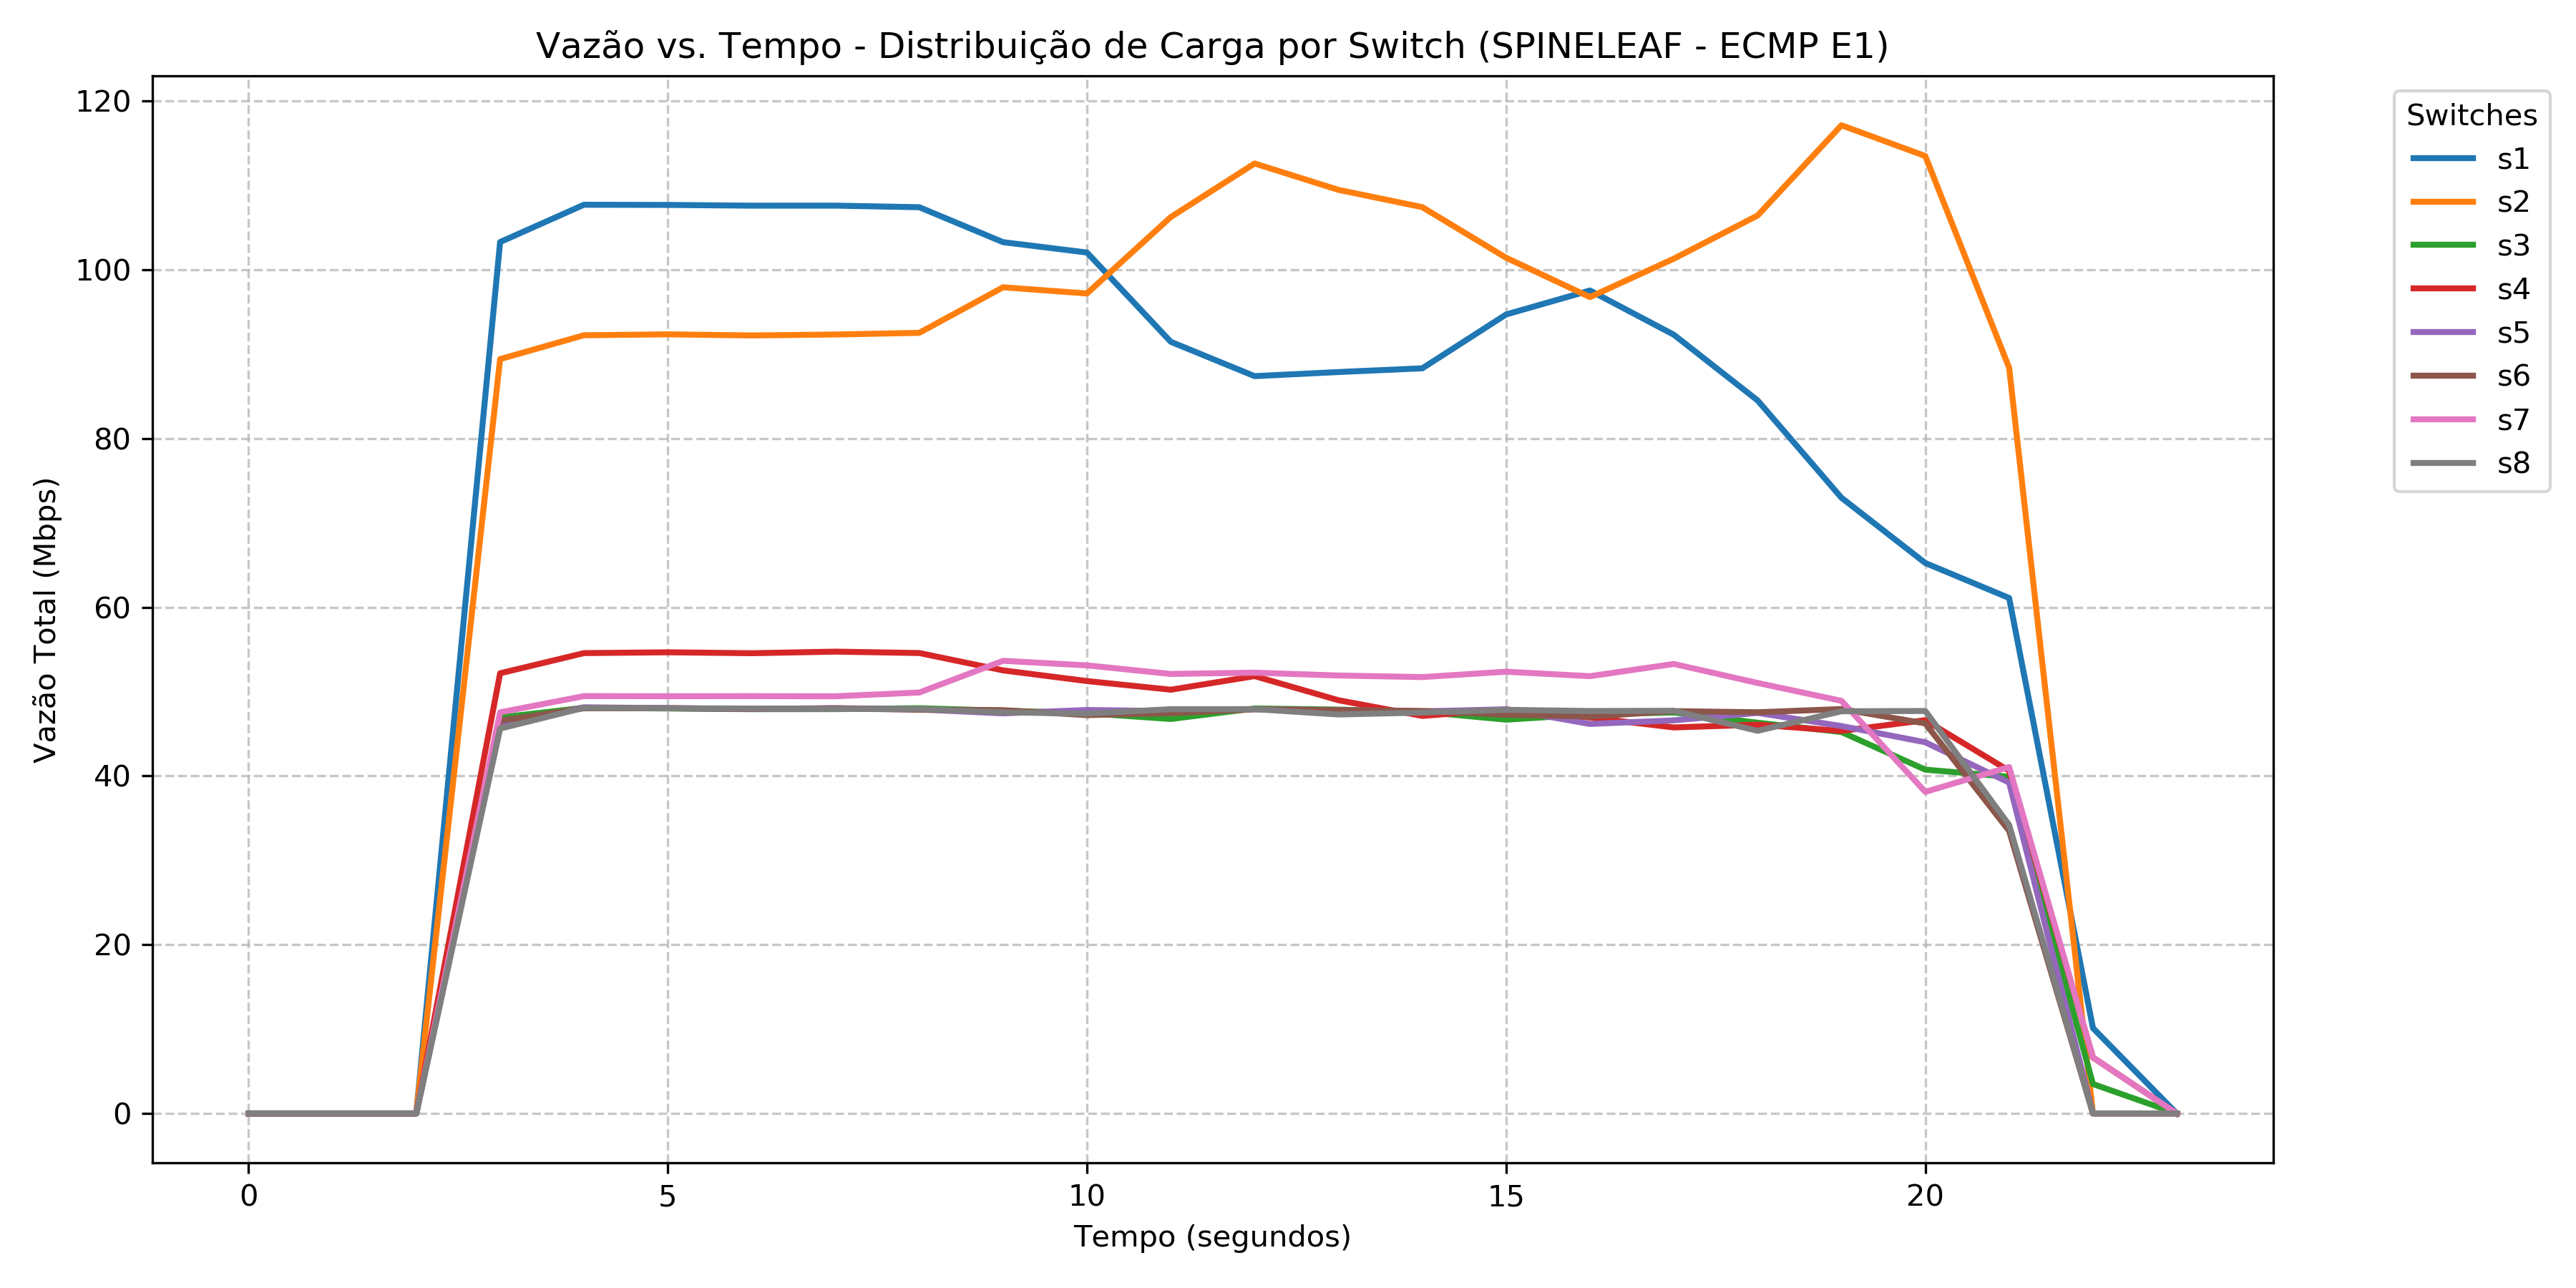 Vazão vs. Tempo - Distribuição de Carga por Switch (SPINELEAF - ECMP E1)
Vazão Total (Mbps)
120
100
80
60
40
20
0
0
5
10
15
20
Tempo (segundos)
Switches
s1
s2
s3
s4
s5
s6
s7
s8